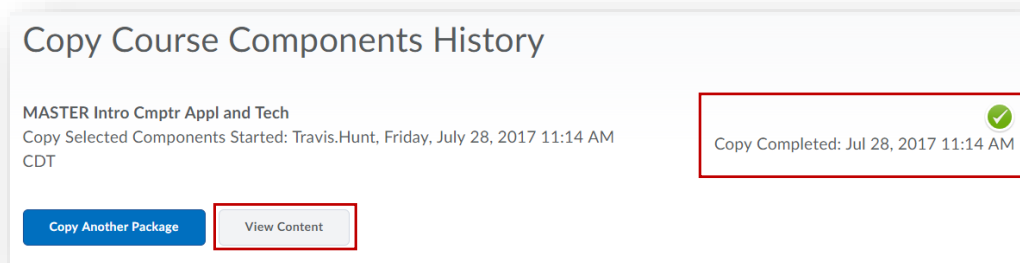 Copy Course Components History
MASTER Intro Cmptr Appl and Tech
Copy Selected Components Started: Travis.Hunt, Friday, July 28, 2017 11:14 AM
CDT
Copy Completed: Jul 28, 2017 11:14 AM
Copy Another Package
View Content